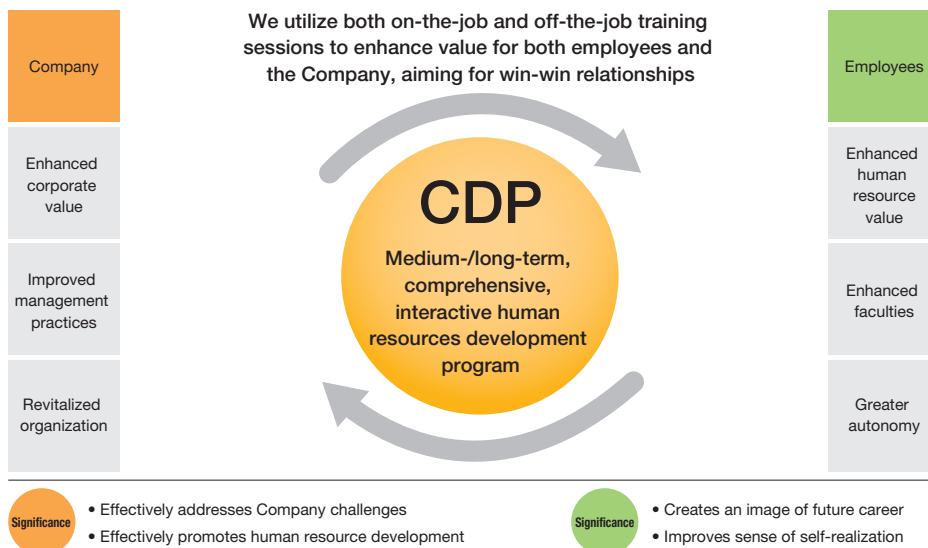 We utilize both on-the-job and off-the-job training
sessions to enhance value for both employees and
the Company, aiming for win-win relationships
Company
Enhanced
corporate
value
Improved
management
practices
Revitalized
organization
CDP
Medium-/long-term,
comprehensive,
interactive human
resources development
program
Employees
Enhanced
human
resource
value
Enhanced
faculties
Greater
autonomy
Significance
• Effectively addresses Company challenges
• Effectively promotes human resource development
Significance
• Creates an image of future career
• Improves sense of self-realization